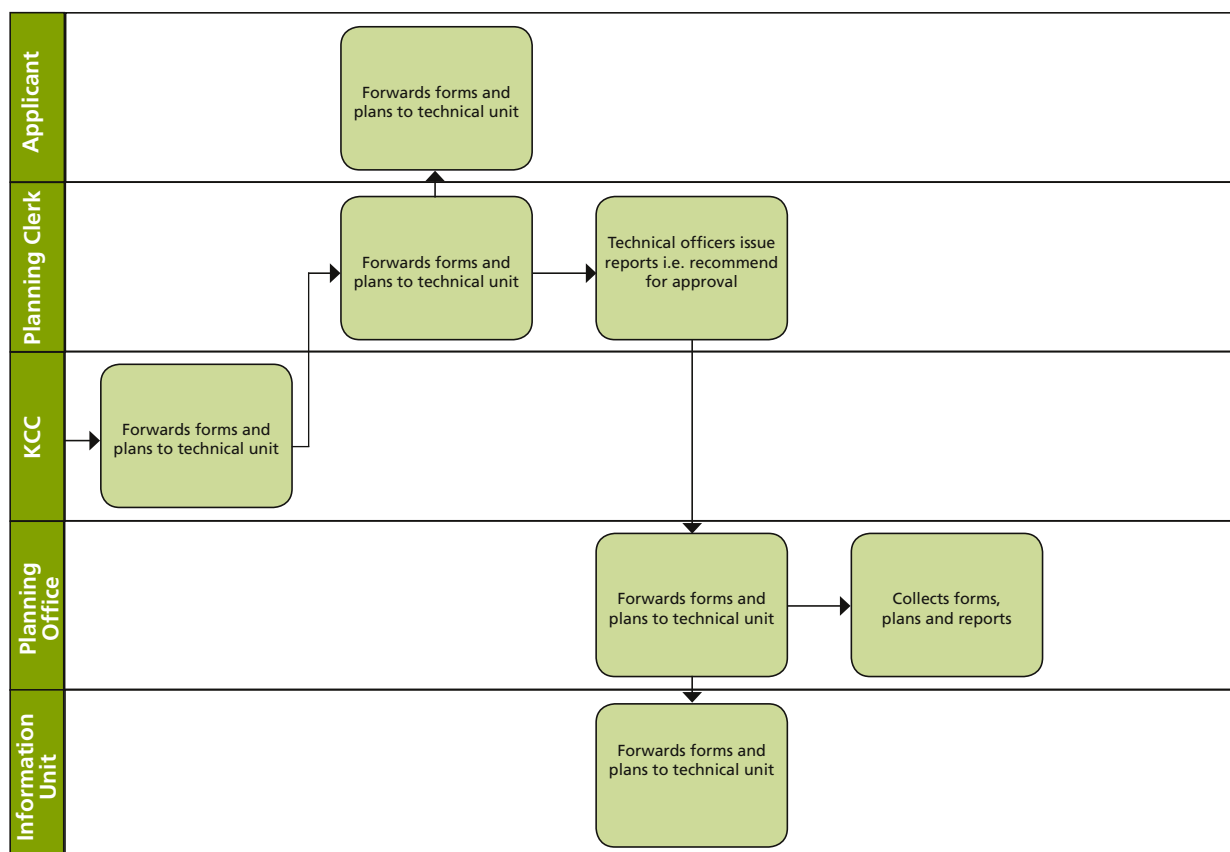 Applicant
Forwards forms and
plans to technical unit
Planning Clerk
Forwards forms and
plans to technical unit
Technical officers issue
reports i.e. recommend
for approval
KCC
Forwards forms and
plans to technical unit
Planning
Office
Forwards forms and
plans to technical unit
Collects forms,
plans and reports
Information
Unit
Forwards forms and
plans to technical unit